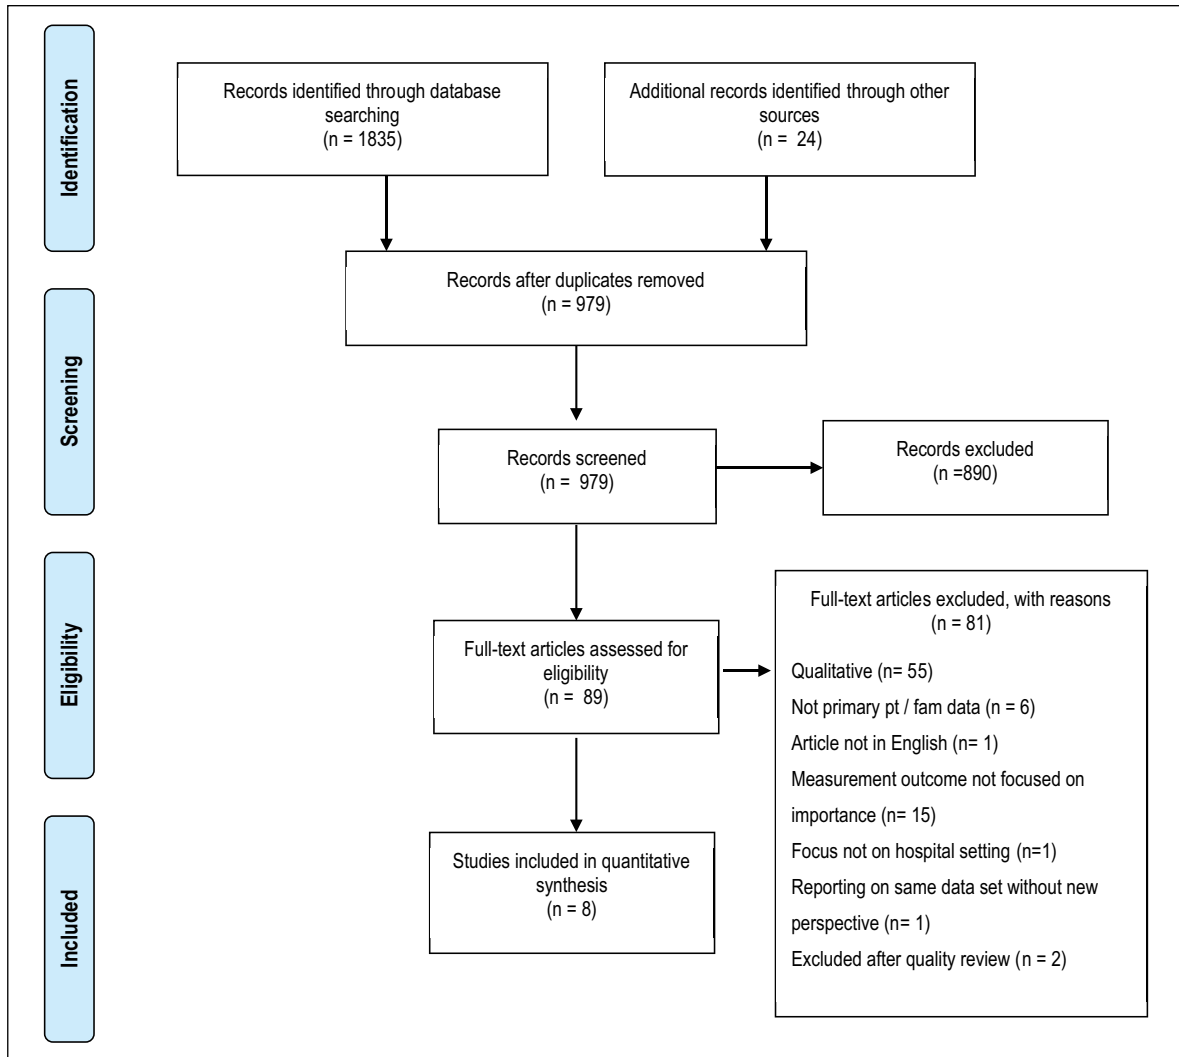 Identification
Records identified through database
searching
(n = 1835)
Additional records identified through other
sources
(n = 24)
Records after duplicates removed
(n = 979)
Screening
Records screened
(n = 979)
Records excluded
(n =890)
Eligibility
Full-text articles assessed for
eligibility
(n = 89)
Full-text articles excluded, with reasons
(n = 81)
Qualitative (n= 55)
Not primary pt / fam data (n = 6)
Article not in English (n= 1)
Measurement outcome not focused on
importance (n= 15)
Focus not on hospital setting (n=1)
Reporting on same data set without new
perspective (n= 1)
Excluded after quality review (n = 2)
Included
Studies included in quantitative
synthesis
(n = 8)